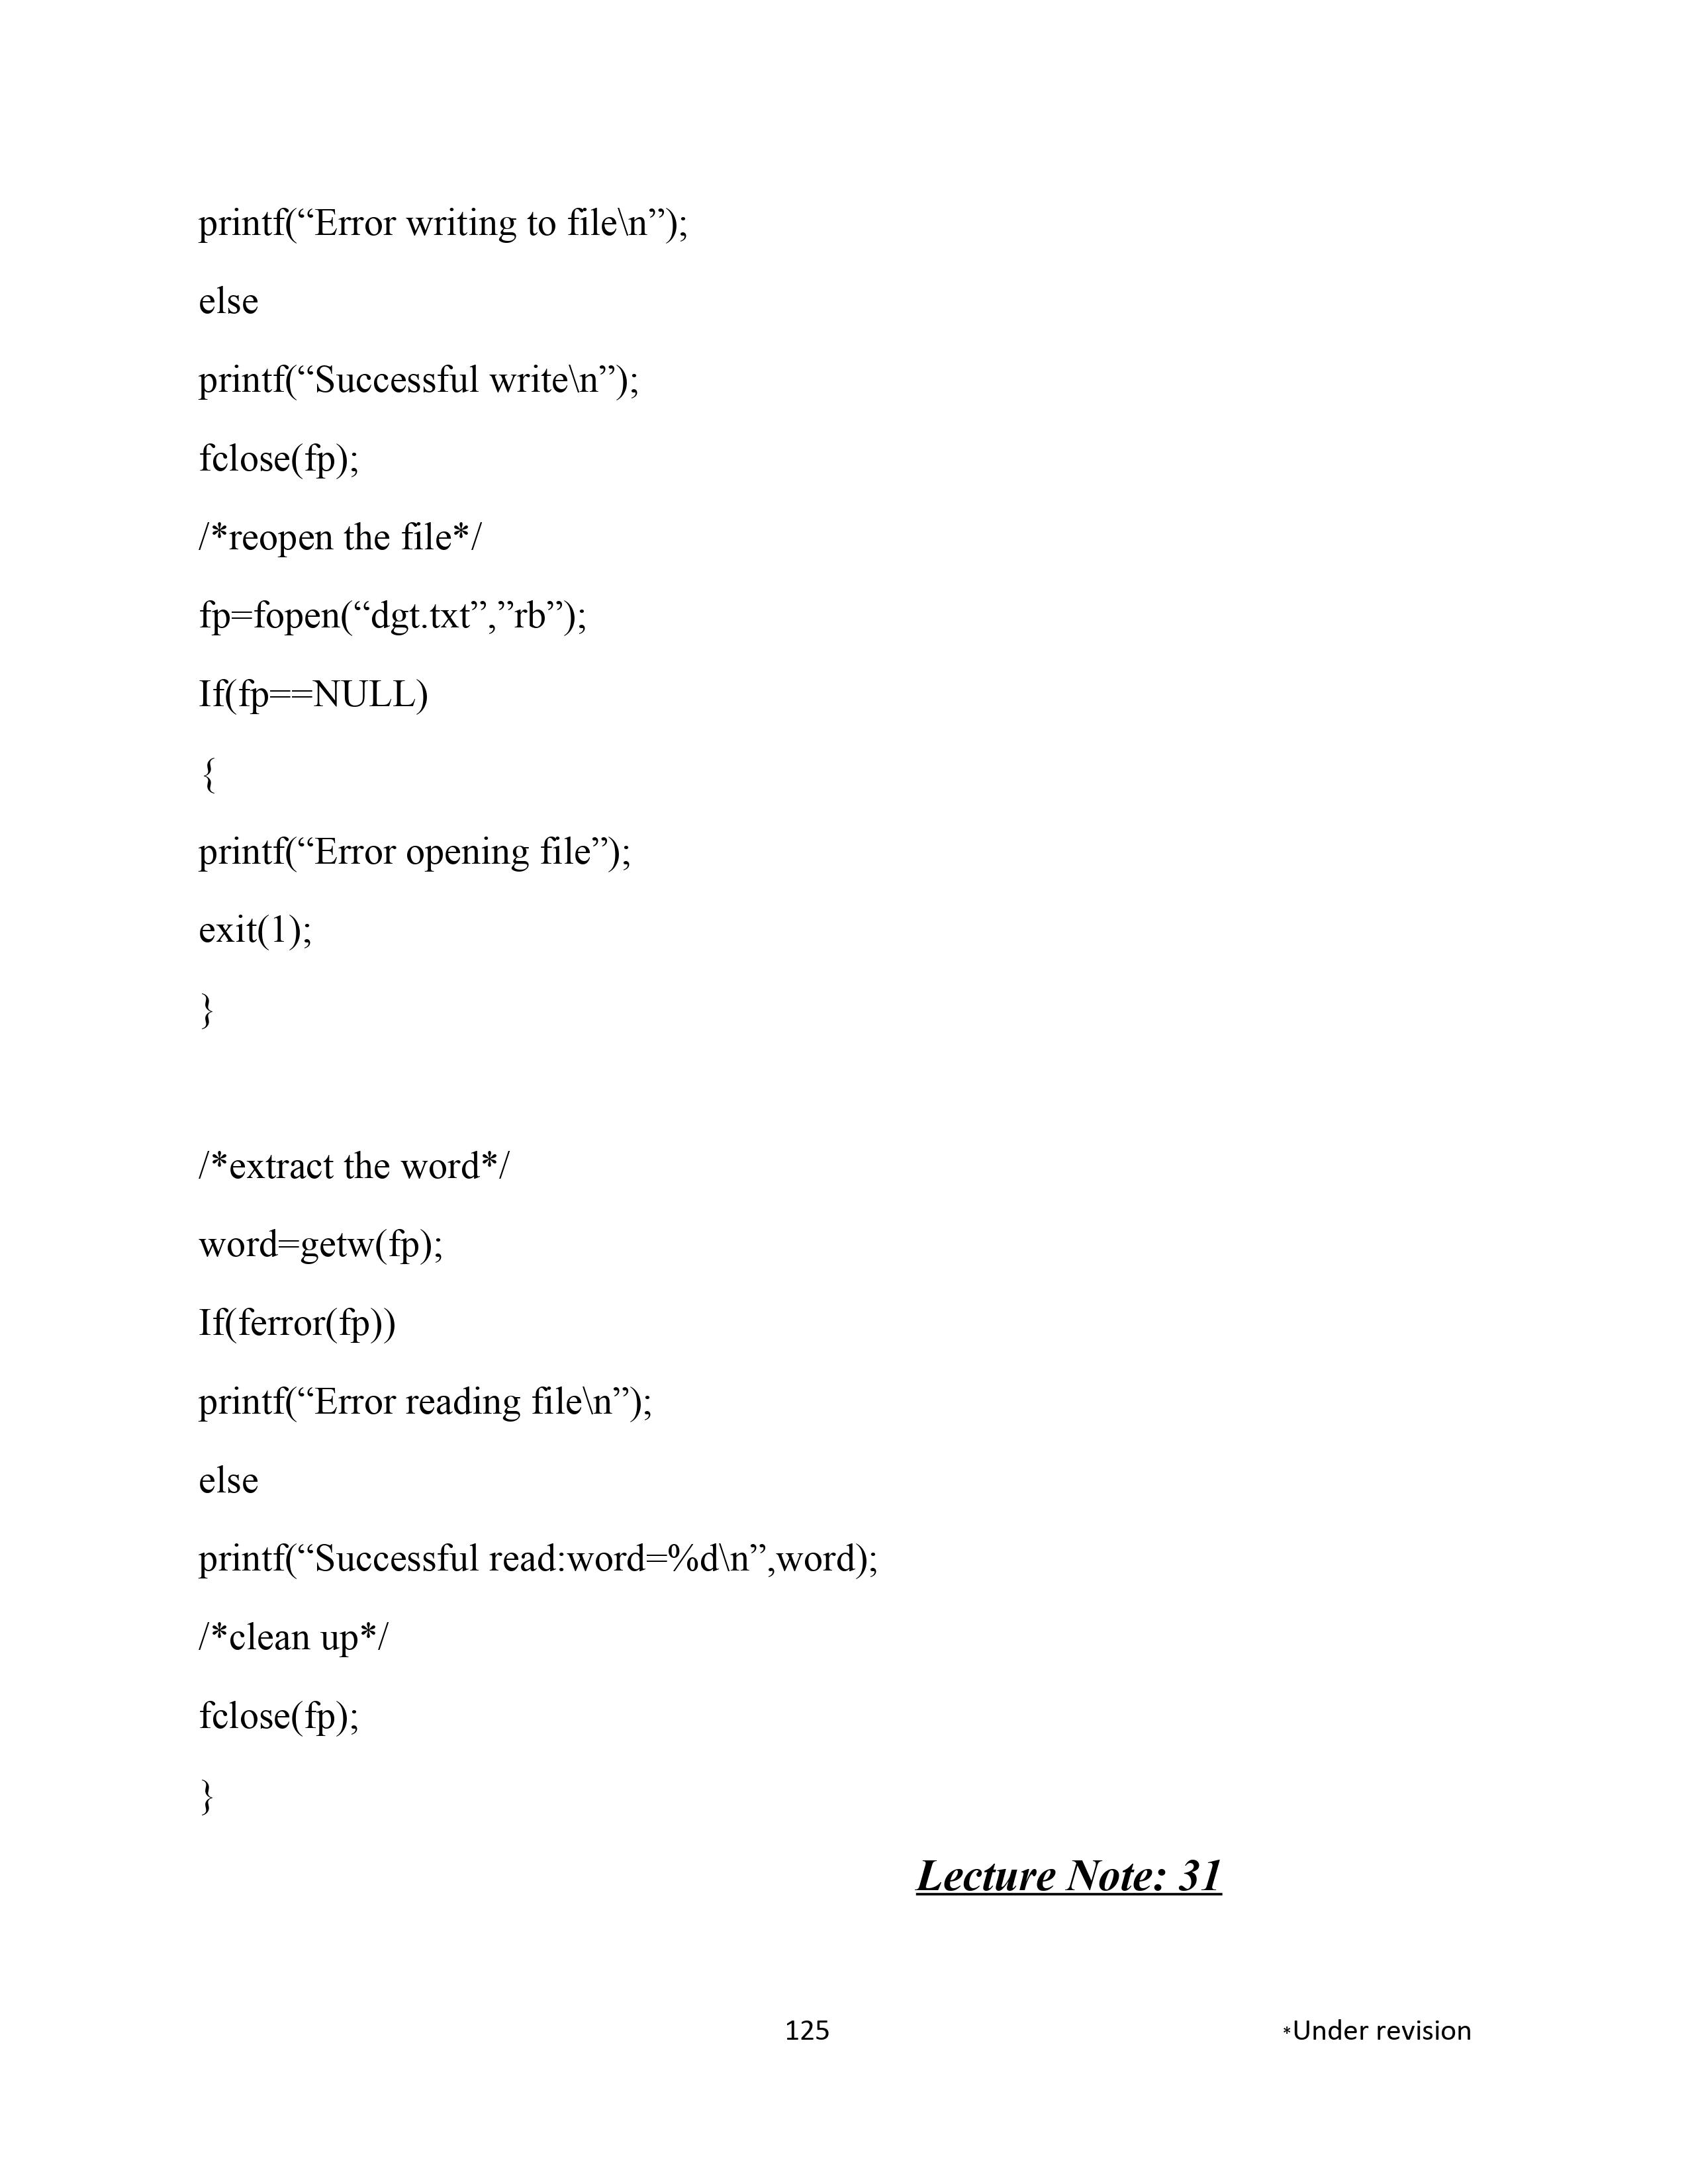 printf(“Error writing to file\n”);
else
printf(“Successful write\n”);
fclose(fp);
/*reopen the file*/
fp=fopen(“dgt.txt”,”rb”);
If(fp==NULL)
{
printf(“Error opening file”);
exit(1);
}
/*extract the word*/
word=getw(fp);
If(ferror(fp))
printf(“Error reading file\n”);
else
printf(“Successful read:word=%d\n”,word);
/*clean up*/
fclose(fp);
}
Lecture Note: 31
125 *Under revision